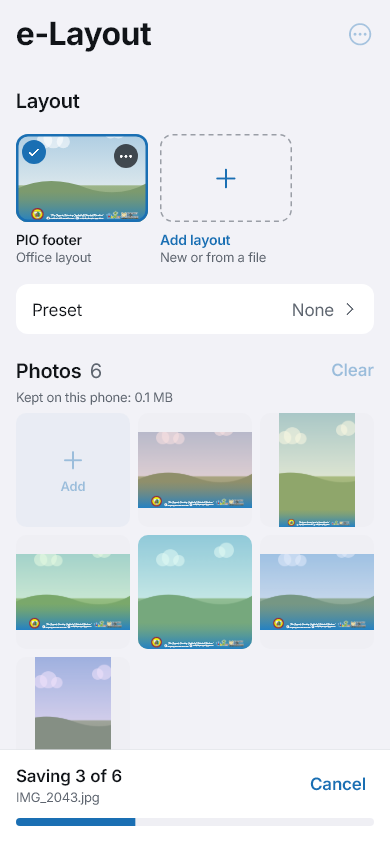 e-Layout
Layout
PIO footer
Office layout
Add layout
New or from a file
Preset
None
Photos 6
Clear
Kept on this phone: 0.1 MB
Add
Saving 3 of 6
IMG_2043.jpg
Cancel